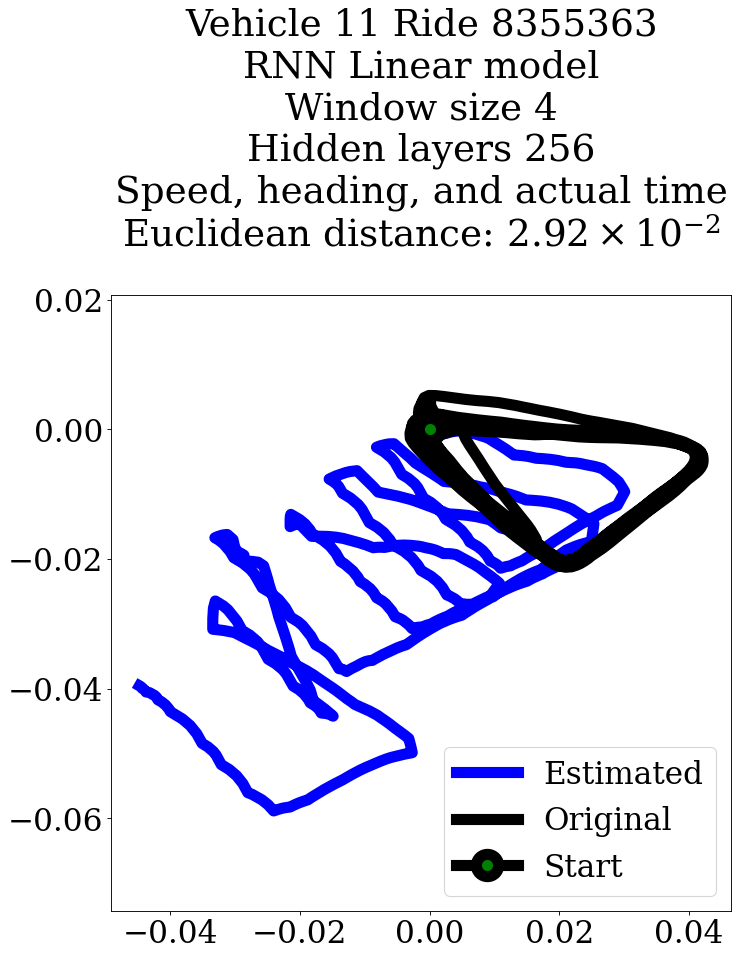 Vehicle 11 Ride 8355363
RNN Linear model
Window size 4
Hidden layers 256
Speed, heading, and actual time
Euclidean distance: 2.92 × 10⁻²
0.02
0.00
−0.02
−0.04
−0.06
Estimated
Original
Start
−0.04 −0.02 0.00 0.02 0.04